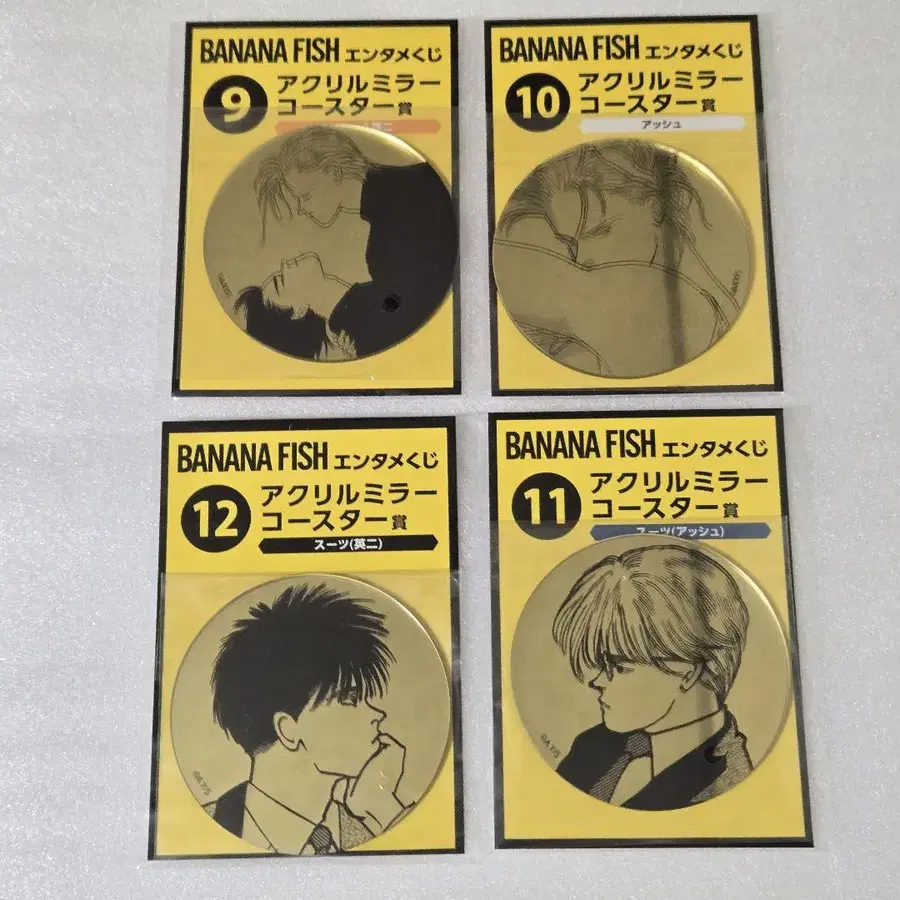 BANANA FISH エンタメくじ
9 アクリルミラー
コースター賞
英二
BANANA FISH エンタメくじ
10 アクリルミラー
コースター賞
アッシュ
BANANA FISH エンタメくじ
12 アクリルミラー
コースター賞
スーツ(英二)
©A.Y/S
BANANA FISH エンタメくじ
11 アクリルミラー
コースター賞
スーツ(アッシュ)
©A.Y/S